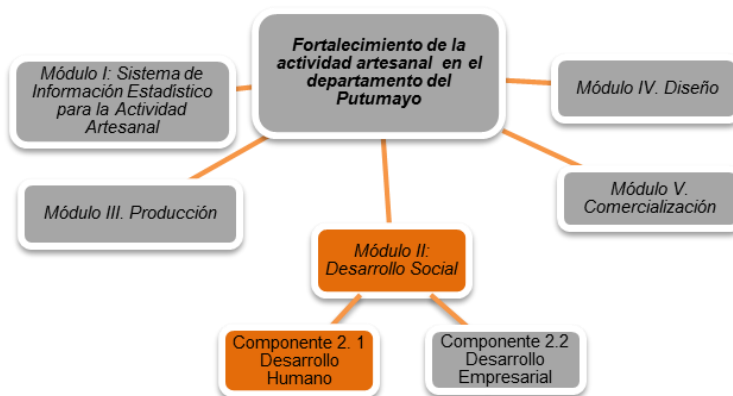 Fortalecimiento de la
actividad artesanal en el
departamento del
Putumayo
Módulo I: Sistema de
Información Estadístico
para la Actividad
Artesanal
Módulo IV. Diseño
Módulo III. Producción
Módulo V.
Comercialización
Módulo II:
Desarrollo Social
Componente 2. 1
Desarrollo
Humano
Componente 2.2
Desarrollo
Empresarial